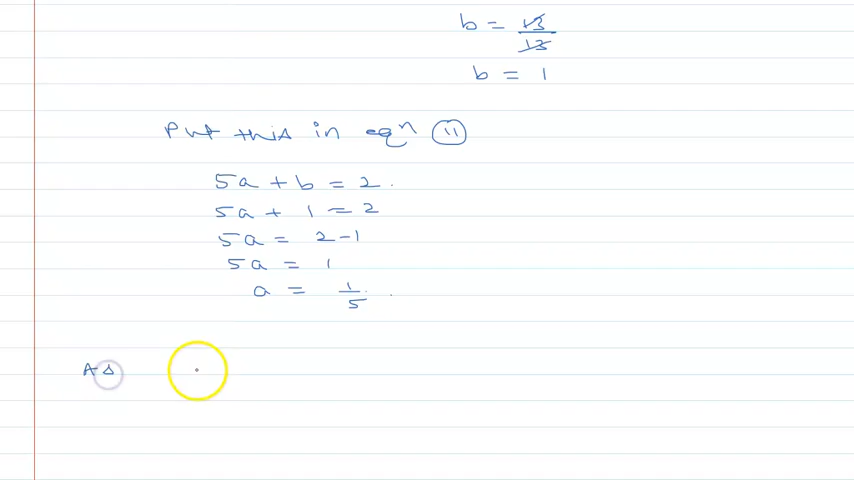 b = 13/13
b = 1
Put this in eqn (11)
5a + b = 2.
5a + 1 = 2
5a = 2 - 1
5a = 1
a = 1/5.
As